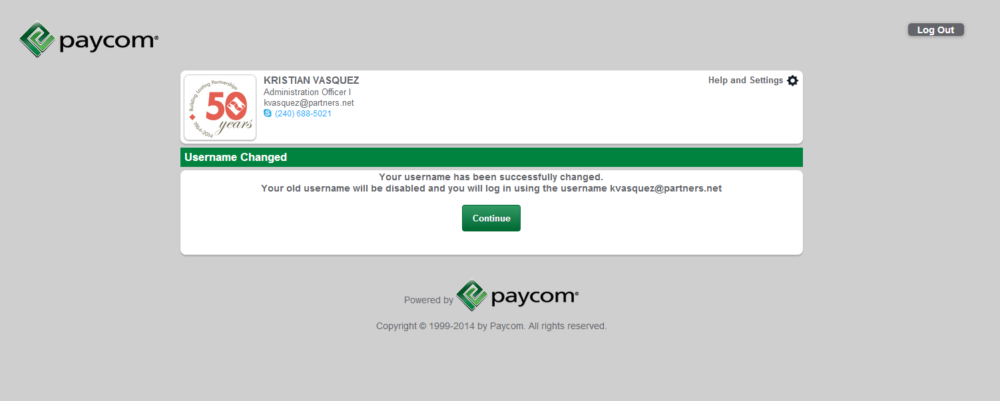 paycom®
Log Out
Building Lasting Partnerships
50
years
1964-2014
KRISTIAN VASQUEZ
Administration Officer I
kvasquez@partners.net
(240) 688-5021
Help and Settings
Username Changed
Your username has been successfully changed.
Your old username will be disabled and you will log in using the username kvasquez@partners.net
Continue
Powered by paycom®
Copyright © 1999-2014 by Paycom. All rights reserved.